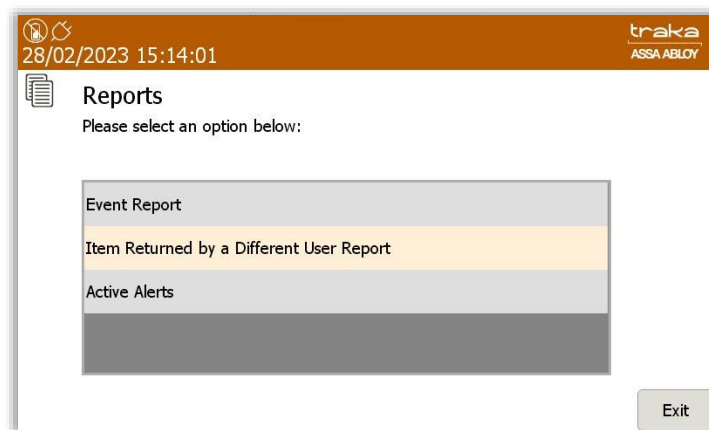 traka
28/02/2023 15:14:01
ASSA ABLOY
Reports
Please select an option below:
Event Report
Item Returned by a Different User Report
Active Alerts
Exit